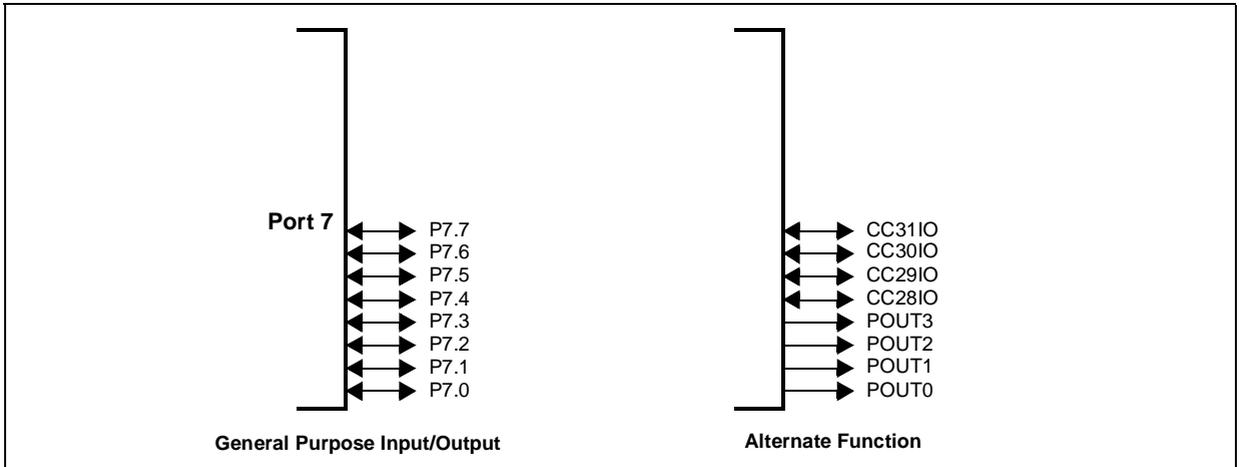 Port 7
P7.7
P7.6
P7.5
P7.4
P7.3
P7.2
P7.1
P7.0
General Purpose Input/Output
CC31IO
CC30IO
CC29IO
CC28IO
POUT3
POUT2
POUT1
POUT0
Alternate Function